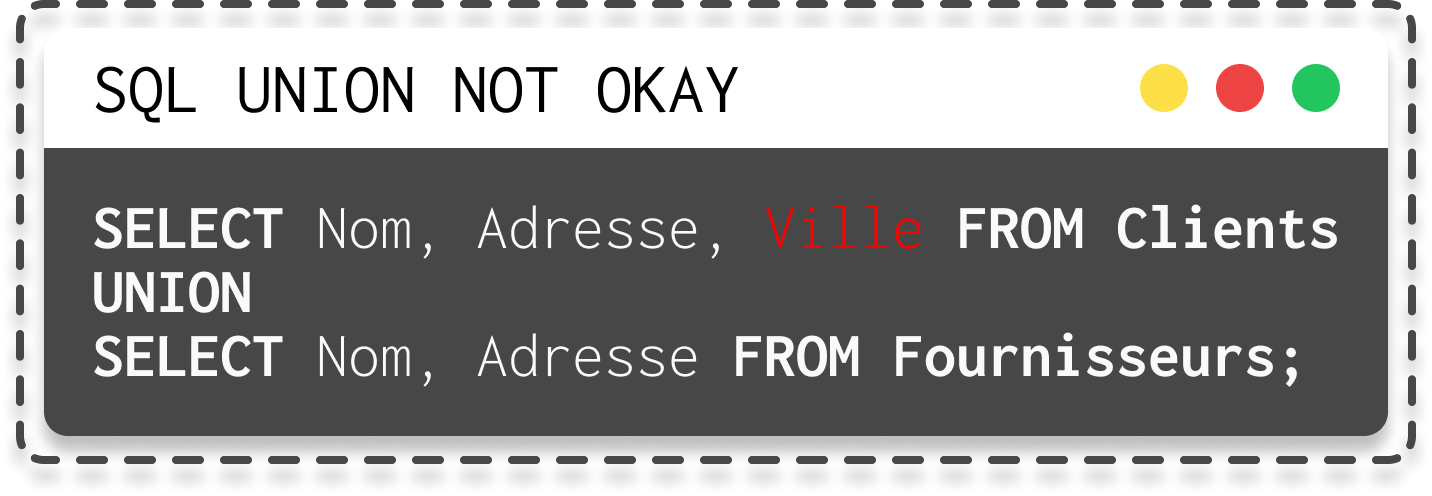 SQL UNION NOT OKAY
SELECT Nom, Adresse, Ville FROM Clients
UNION
SELECT Nom, Adresse FROM Fournisseurs;